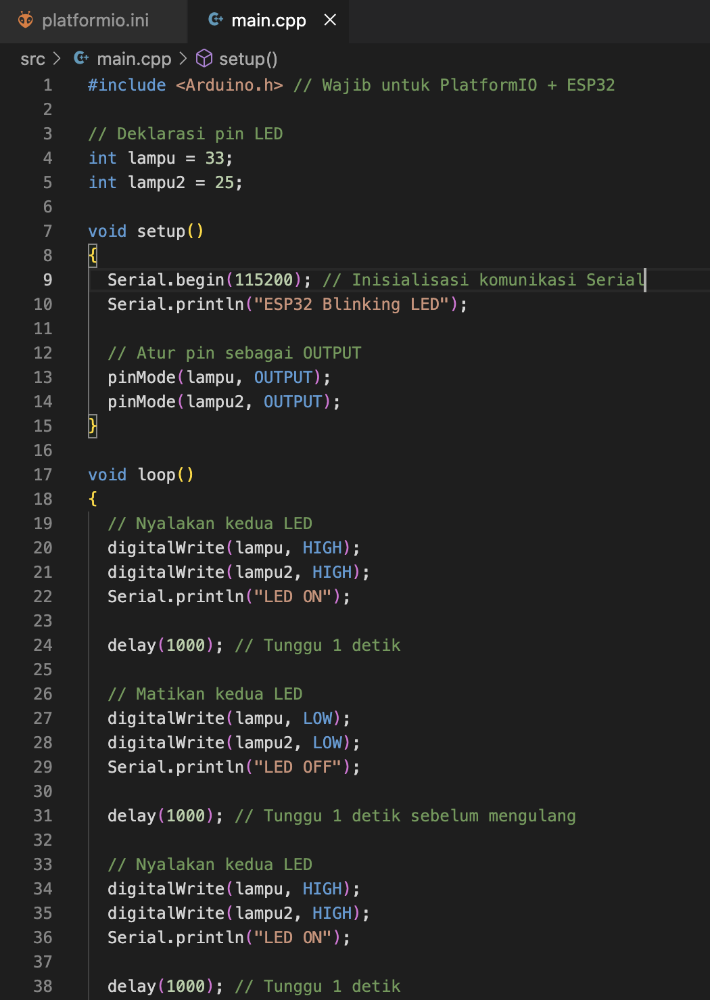 platformio.ini
main.cpp
src > main.cpp > setup()
1 #include <Arduino.h> // Wajib untuk PlatformIO + ESP32
2
3 // Deklarasi pin LED
4 int lampu = 33;
5 int lampu2 = 25;
6
7 void setup()
8 {
9   Serial.begin(115200); // Inisialisasi komunikasi Serial
10   Serial.println("ESP32 Blinking LED");
11
12   // Atur pin sebagai OUTPUT
13   pinMode(lampu, OUTPUT);
14   pinMode(lampu2, OUTPUT);
15 }
16
17 void loop()
18 {
19   // Nyalakan kedua LED
20   digitalWrite(lampu, HIGH);
21   digitalWrite(lampu2, HIGH);
22   Serial.println("LED ON");
23
24   delay(1000); // Tunggu 1 detik
25
26   // Matikan kedua LED
27   digitalWrite(lampu, LOW);
28   digitalWrite(lampu2, LOW);
29   Serial.println("LED OFF");
30
31   delay(1000); // Tunggu 1 detik sebelum mengulang
32
33   // Nyalakan kedua LED
34   digitalWrite(lampu, HIGH);
35   digitalWrite(lampu2, HIGH);
36   Serial.println("LED ON");
37
38   delay(1000); // Tunggu 1 detik